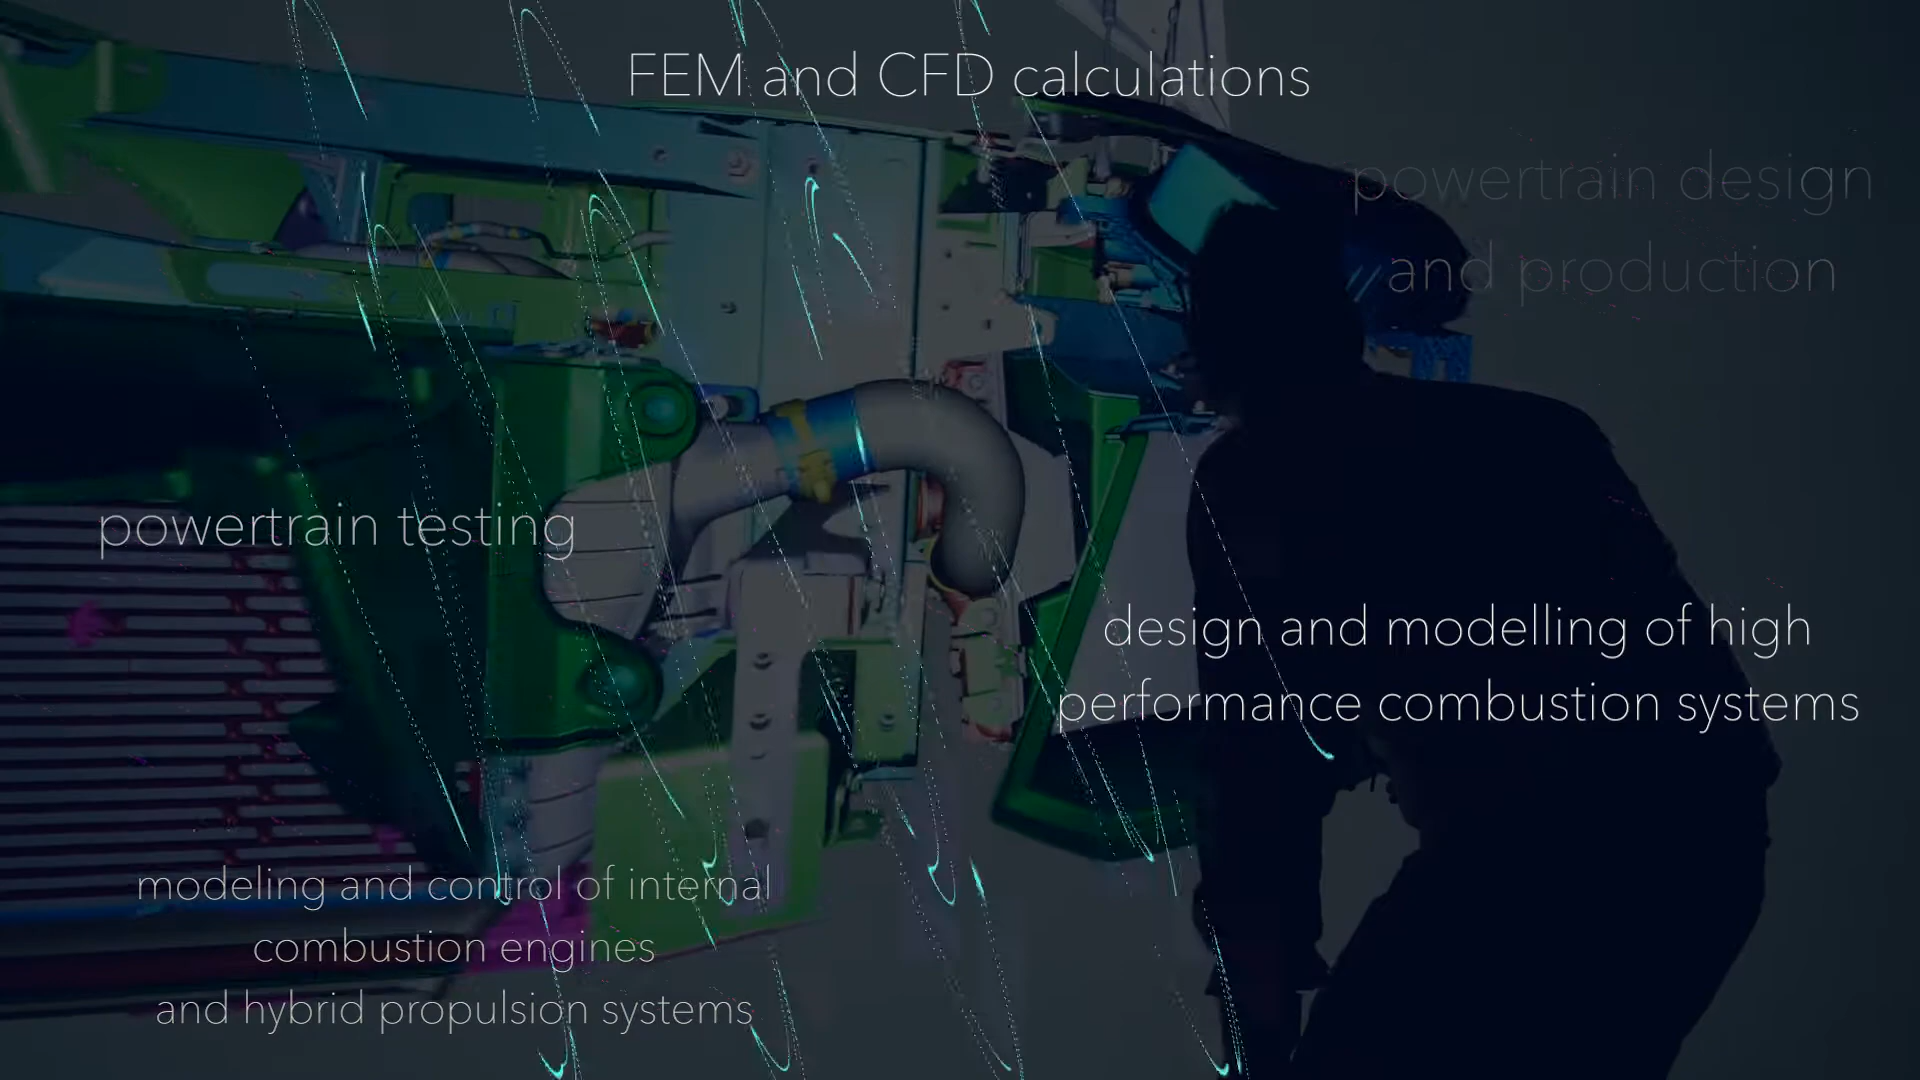 FEM and CFD calculations
powertrain design
and production
powertrain testing
design and modelling of high
performance combustion systems
modeling and control of internal
combustion engines
and hybrid propulsion systems